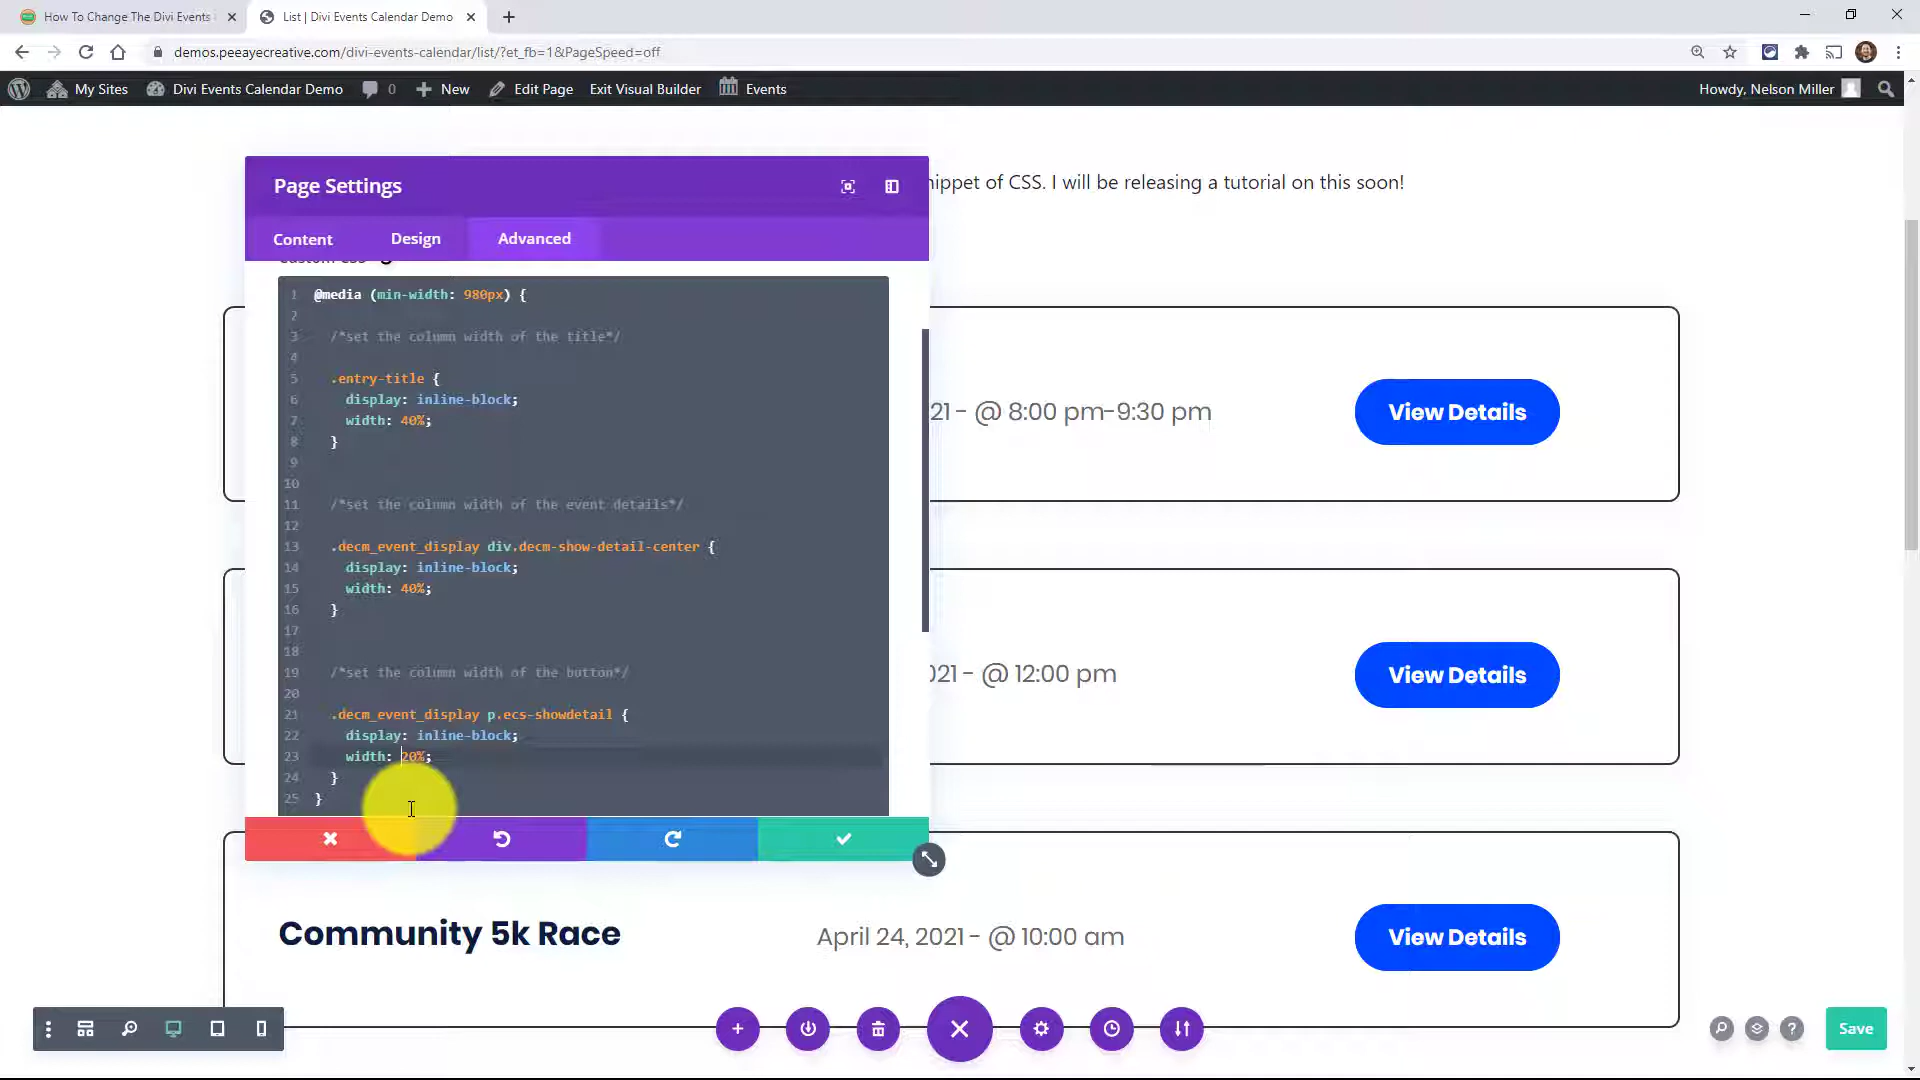 How To Change The Divi Events
List | Divi Events Calendar Demo
demos.peeayecreative.com/divi-events-calendar/list/?et_fb=1&PageSpeed=off
My Sites
Divi Events Calendar Demo
0
New
Edit Page
Exit Visual Builder
Events
Howdy, Nelson Miller
nippet of CSS. I will be releasing a tutorial on this soon!
Page Settings
Content
Design
Advanced
1 @media (min-width: 980px) {
2
3 /*set the column width of the title*/
4
5 .entry-title {
6 display: inline-block;
7 width: 40%;
8 }
9
10
11 /*set the column width of the event details*/
12
13 .decm_event_display div.decm-show-detail-center {
14 display: inline-block;
15 width: 40%;
16 }
17
18
19 /*set the column width of the button*/
20
21 .decm_event_display p.ecs-showdetail {
22 display: inline-block;
23 width: 20%;
24 }
25 }
21 - @ 8:00 pm-9:30 pm
View Details
021 - @ 12:00 pm
View Details
Community 5k Race
April 24, 2021 - @ 10:00 am
View Details
Save